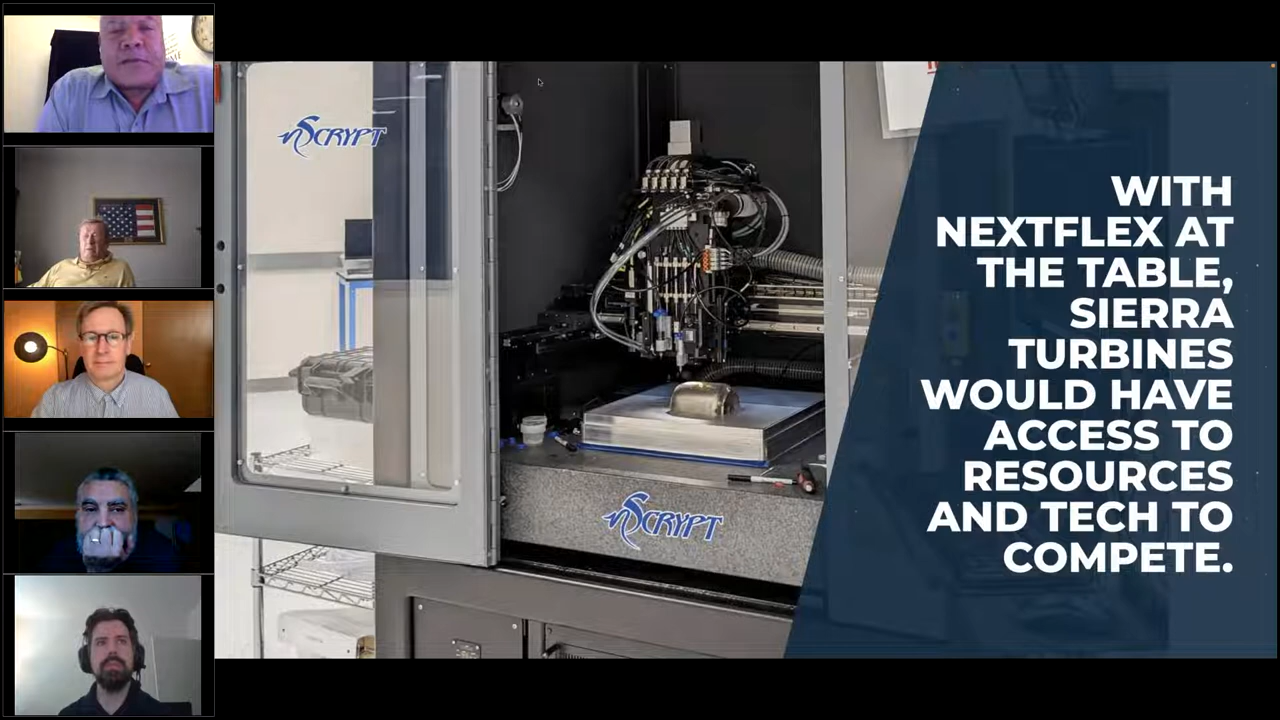 nSCRYPT
nSCRYPT
WITH
NEXTFLEX AT
THE TABLE,
SIERRA
TURBINES
WOULD HAVE
ACCESS TO
RESOURCES
AND TECH TO
COMPETE.